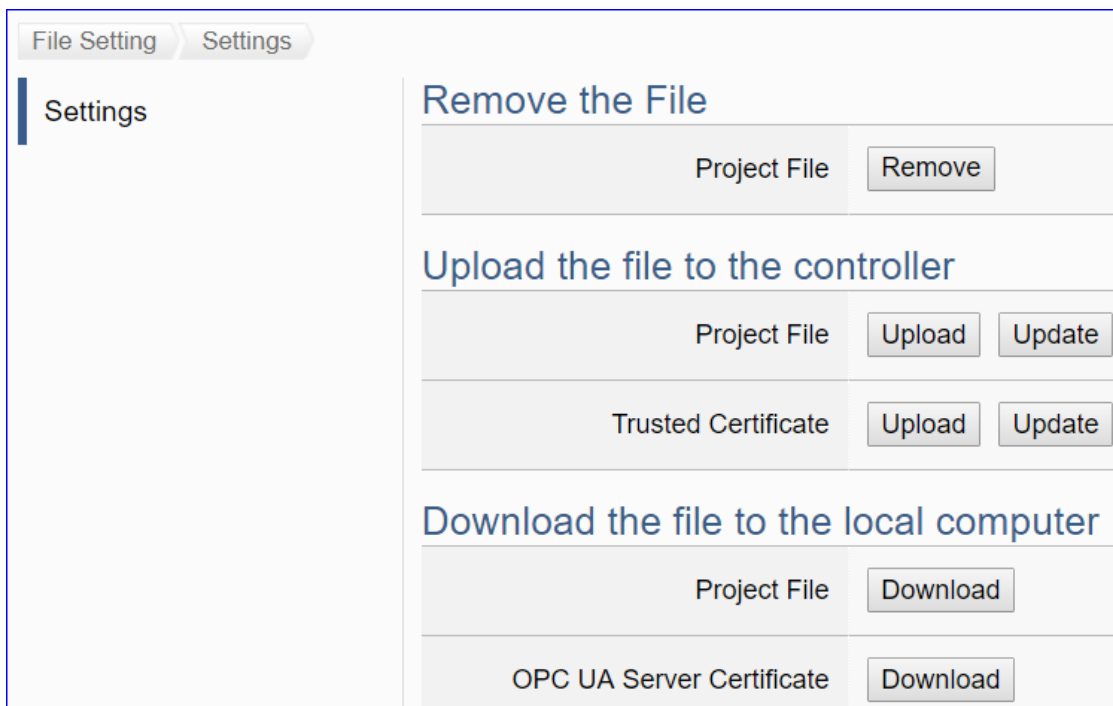 File Setting Settings
Settings
Remove the File
Project File Remove
Upload the file to the controller
Project File Upload Update
Trusted Certificate Upload Update
Download the file to the local computer
Project File Download
OPC UA Server Certificate Download